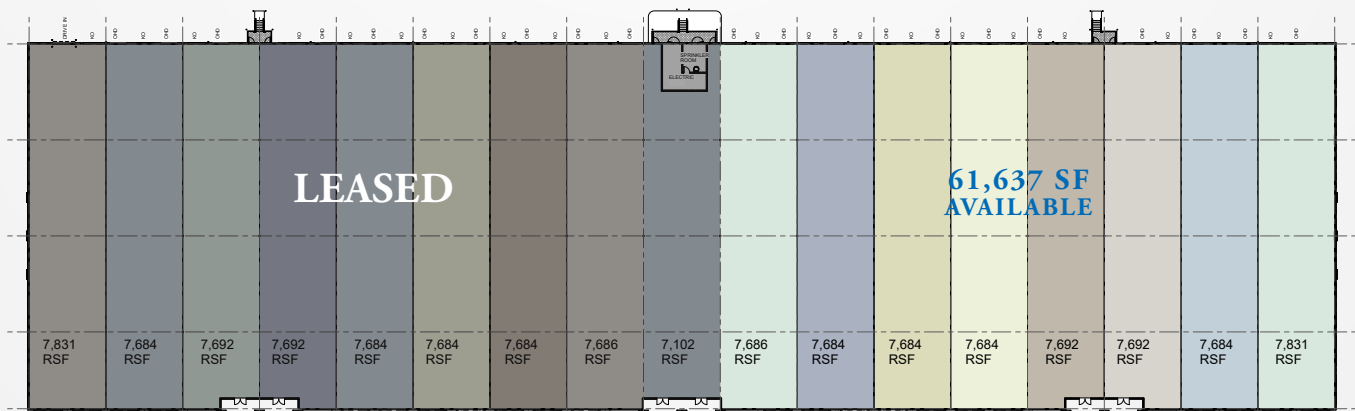 DRIVE IN
SPRINKLER
ROOM
ELECTRIC
LEASED
61,637 SF
AVAILABLE
7,831
RSF
7,684
RSF
7,692
RSF
7,692
RSF
7,684
RSF
7,684
RSF
7,684
RSF
7,686
RSF
7,102
RSF
7,686
RSF
7,684
RSF
7,684
RSF
7,684
RSF
7,692
RSF
7,692
RSF
7,684
RSF
7,831
RSF